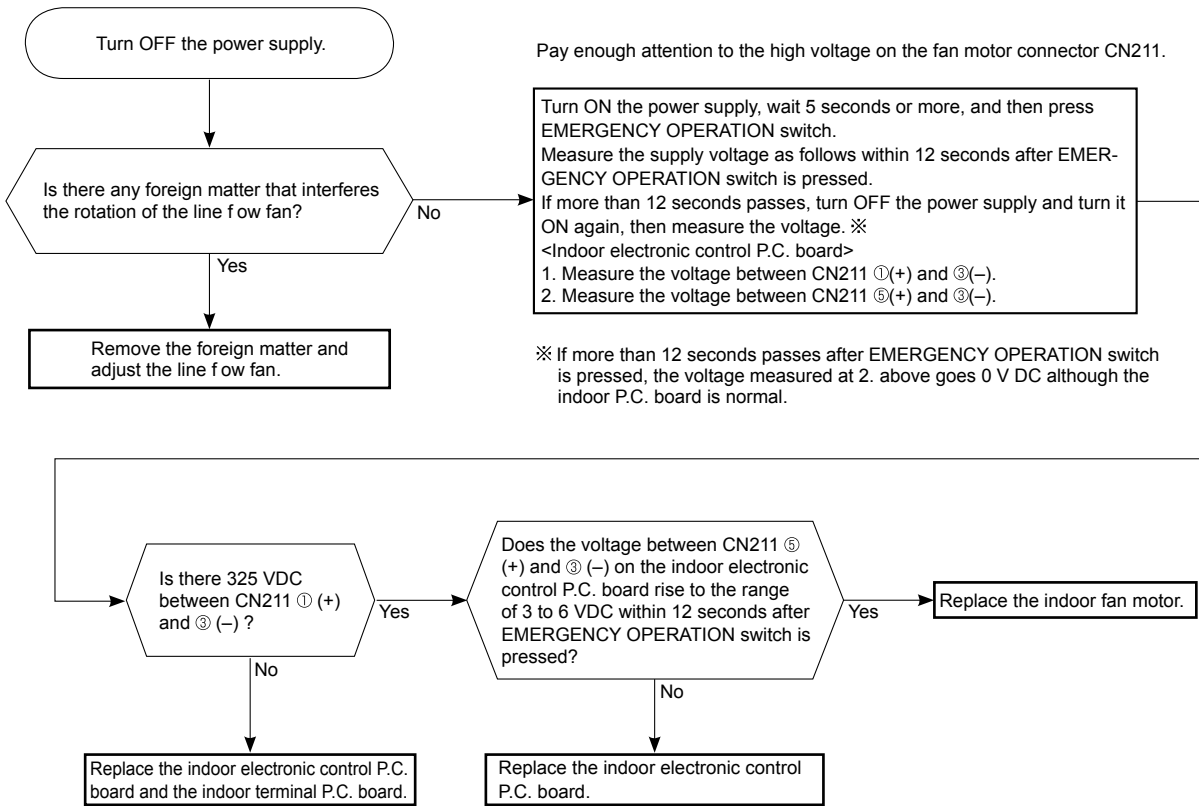 Turn OFF the power supply.
Pay enough attention to the high voltage on the fan motor connector CN211.
Is there any foreign matter that interferes
the rotation of the line f ow fan?
No
Yes
Remove the foreign matter and
adjust the line f ow fan.
Turn ON the power supply, wait 5 seconds or more, and then press
EMERGENCY OPERATION switch.
Measure the supply voltage as follows within 12 seconds after EMER-
GENCY OPERATION switch is pressed.
If more than 12 seconds passes, turn OFF the power supply and turn it
ON again, then measure the voltage. ※
<Indoor electronic control P.C. board>
1. Measure the voltage between CN211 ①(+) and ③(–).
2. Measure the voltage between CN211 ⑤(+) and ③(–).
※ If more than 12 seconds passes after EMERGENCY OPERATION switch
is pressed, the voltage measured at 2. above goes 0 V DC although the
indoor P.C. board is normal.
Is there 325 VDC
between CN211 ① (+)
and ③ (–) ?
Yes
No
Replace the indoor electronic control P.C.
board and the indoor terminal P.C. board.
Does the voltage between CN211 ⑤
(+) and ③ (–) on the indoor electronic
control P.C. board rise to the range
of 3 to 6 VDC within 12 seconds after
EMERGENCY OPERATION switch is
pressed?
Yes
No
Replace the indoor electronic control
P.C. board.
Replace the indoor fan motor.